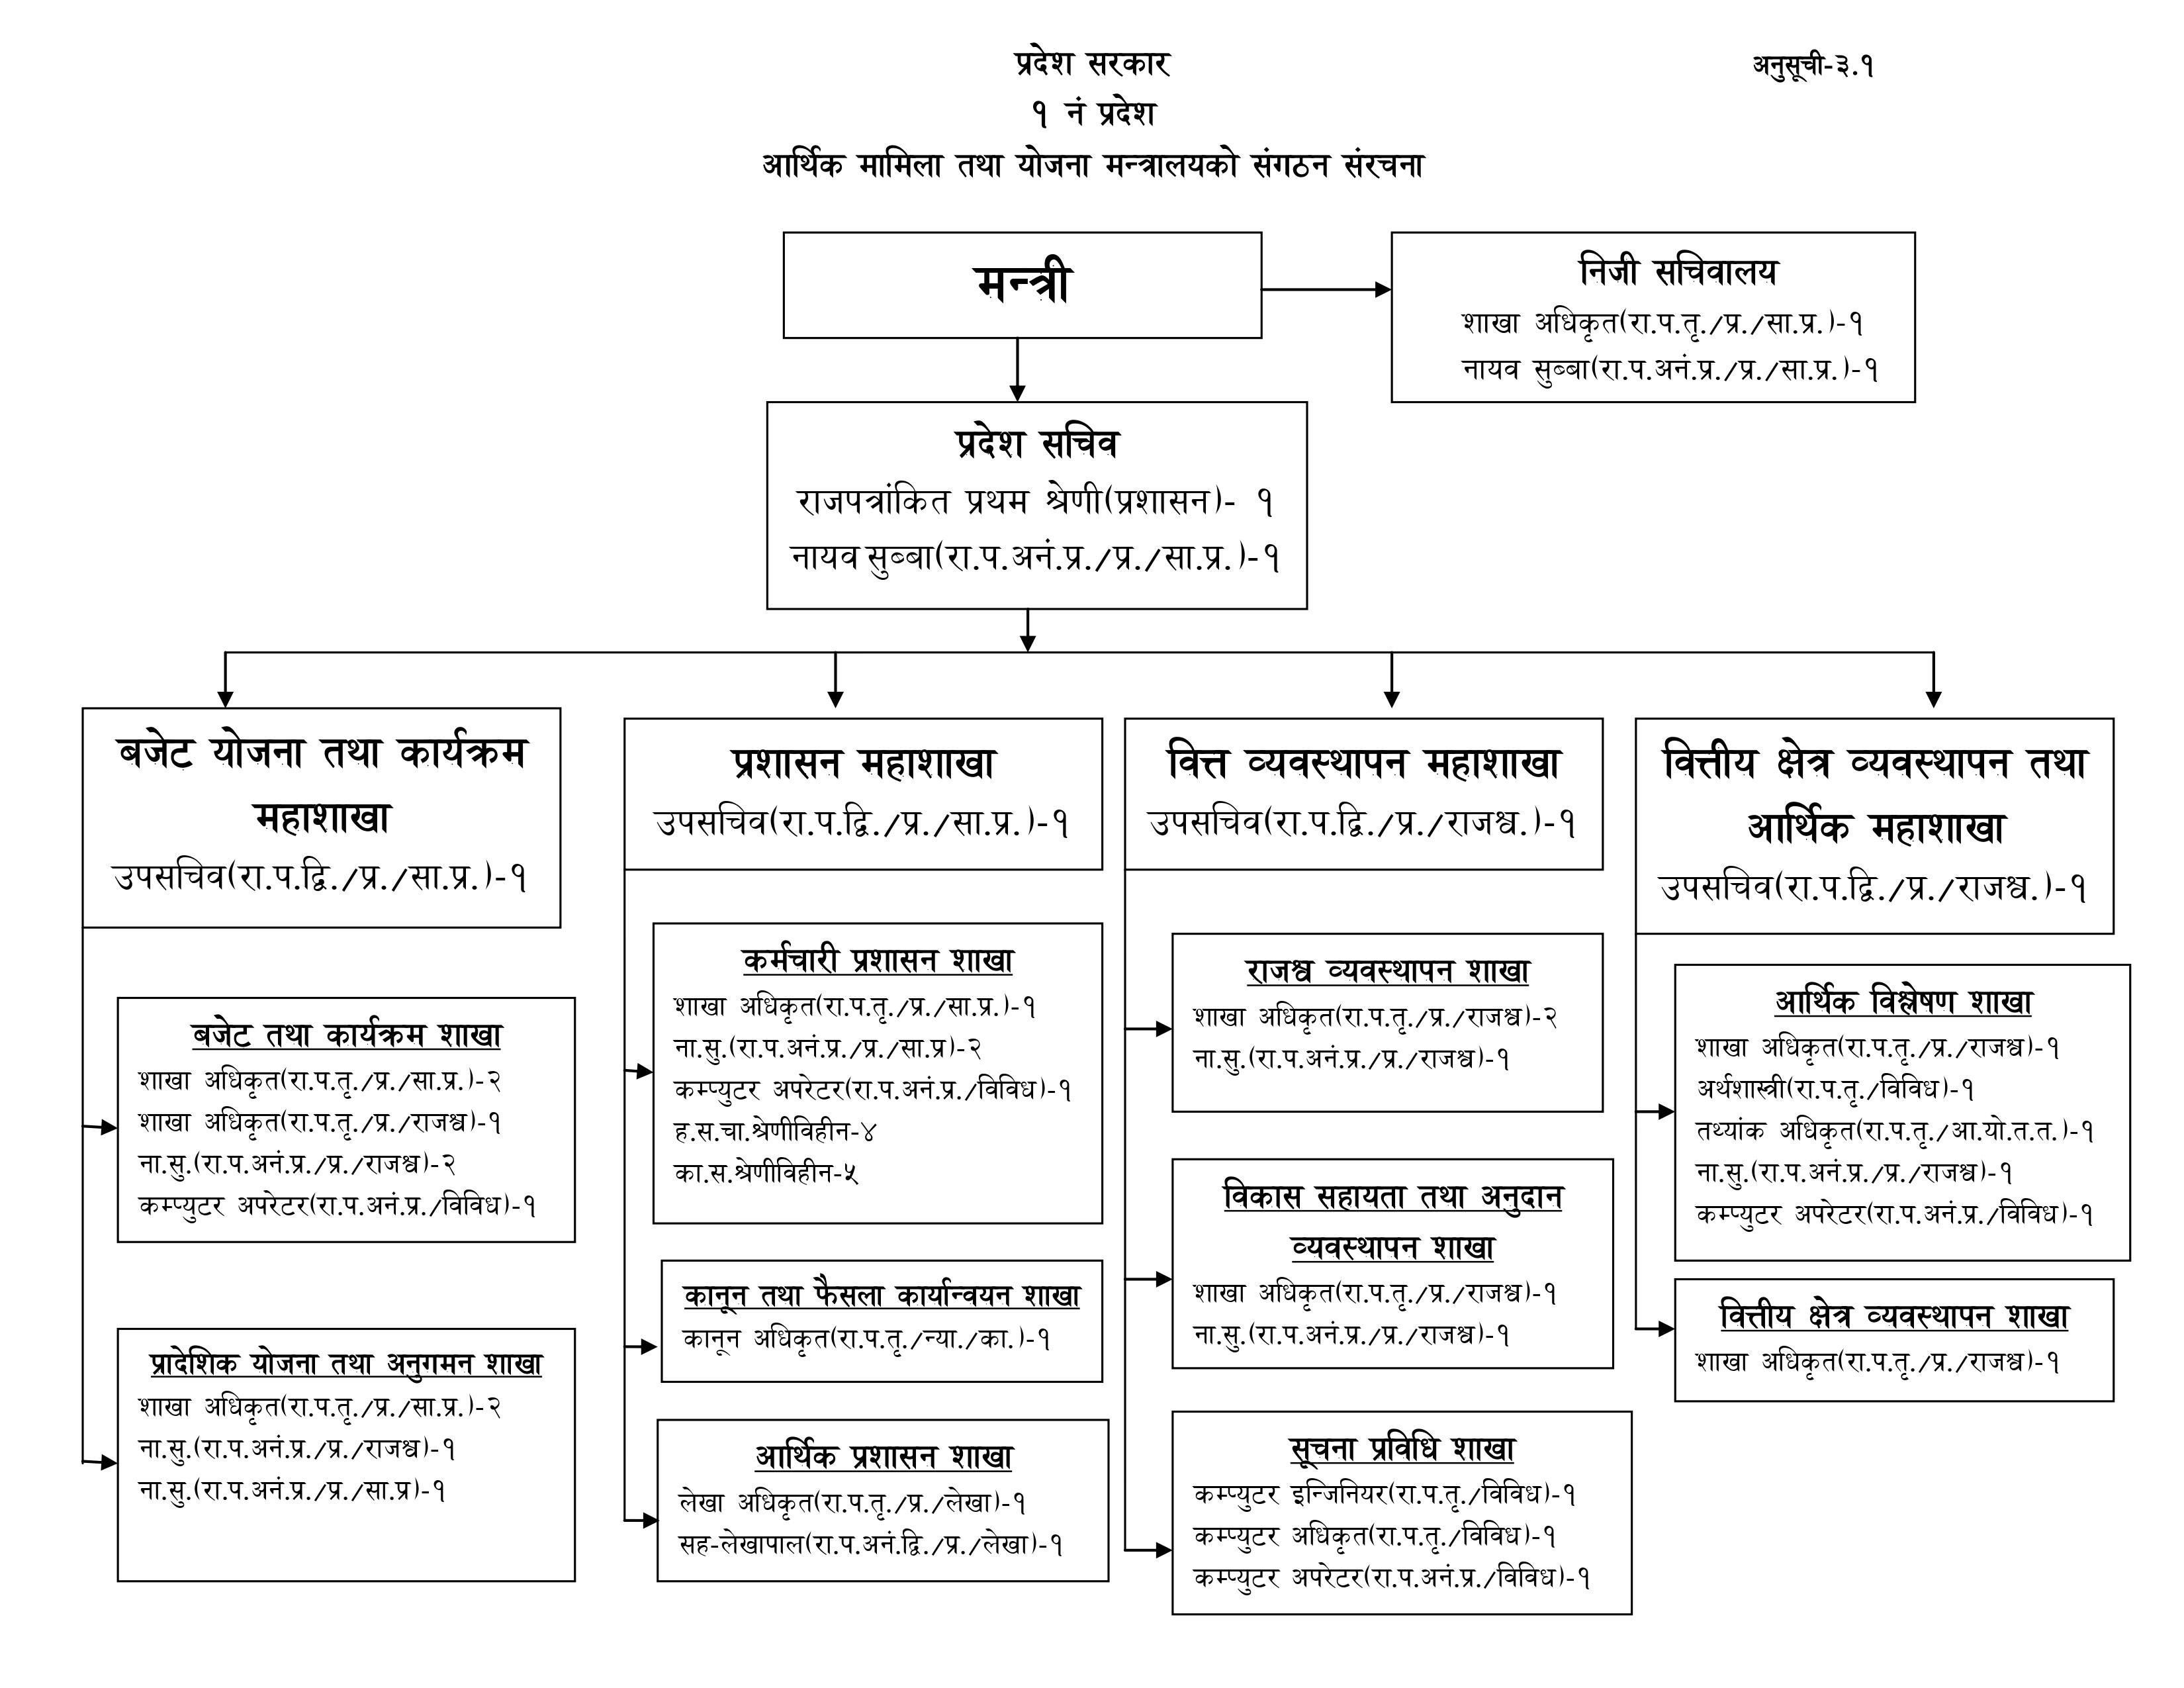 प्रदेश सरकार
अनुसूची-३.१
१ नं प्रदेश
आर्थिक मामिला तथा योजना मन्त्रालयको संगठन संरचना
मन्त्री
निजी सचिवालय
शाखा अधिकृत(रा.प.तृ./प्र./सा.प्र.)-१
नायव सुब्बा(रा.प.अनं.प्र./प्र./सा.प्र.)-१
प्रदेश सचिव
राजपत्रांकित प्रथम श्रेणी(प्रशासन)- १
नायव सुब्बा(रा.प.अनं.प्र./प्र./सा.प्र.)-१
बजेट योजना तथा कार्यक्रम
महाशाखा
उपसचिव(रा.प.द्वि./प्र./सा.प्र.)-१
बजेट तथा कार्यक्रम शाखा
शाखा अधिकृत(रा.प.तृ./प्र./सा.प्र.)-२
शाखा अधिकृत(रा.प.तृ./प्र./राजश्व)-१
ना.सु.(रा.प.अनं.प्र./प्र./राजश्व)-२
कम्प्युटर अपरेटर(रा.प.अनं.प्र./विविध)-१
प्रादेशिक योजना तथा अनुगमन शाखा
शाखा अधिकृत(रा.प.तृ./प्र./सा.प्र.)-२
ना.सु.(रा.प.अनं.प्र./प्र./राजश्व)-१
ना.सु.(रा.प.अनं.प्र./प्र./सा.प्र)-१
प्रशासन महाशाखा
उपसचिव(रा.प.द्वि./प्र./सा.प्र.)-१
कर्मचारी प्रशासन शाखा
शाखा अधिकृत(रा.प.तृ./प्र./सा.प्र.)-१
ना.सु.(रा.प.अनं.प्र./प्र./सा.प्र)-२
कम्प्युटर अपरेटर(रा.प.अनं.प्र./विविध)-१
ह.स.चा.श्रेणीविहीन-४
का.स.श्रेणीविहीन-५
कानून तथा फैसला कार्यान्वयन शाखा
कानून अधिकृत(रा.प.तृ./न्या./का.)-१
आर्थिक प्रशासन शाखा
लेखा अधिकृत(रा.प.तृ./प्र./लेखा)-१
सह-लेखापाल(रा.प.अनं.द्वि./प्र./लेखा)-१
वित्त व्यवस्थापन महाशाखा
उपसचिव(रा.प.द्वि./प्र./राजश्व.)-१
राजश्व व्यवस्थापन शाखा
शाखा अधिकृत(रा.प.तृ./प्र./राजश्व)-२
ना.सु.(रा.प.अनं.प्र./प्र./राजश्व)-१
विकास सहायता तथा अनुदान
व्यवस्थापन शाखा
शाखा अधिकृत(रा.प.तृ./प्र./राजश्व)-१
ना.सु.(रा.प.अनं.प्र./प्र./राजश्व)-१
सूचना प्रविधि शाखा
कम्प्युटर इन्जिनियर(रा.प.तृ./विविध)-१
कम्प्युटर अधिकृत(रा.प.तृ./विविध)-१
कम्प्युटर अपरेटर(रा.प.अनं.प्र./विविध)-१
वित्तीय क्षेत्र व्यवस्थापन तथा
आर्थिक महाशाखा
उपसचिव(रा.प.द्वि./प्र./राजश्व.)-१
आर्थिक विश्लेषण शाखा
शाखा अधिकृत(रा.प.तृ./प्र./राजश्व)-१
अर्थशास्त्री(रा.प.तृ./विविध)-१
तथ्यांक अधिकृत(रा.प.तृ./आ.यो.त.त.)-१
ना.सु.(रा.प.अनं.प्र./प्र./राजश्व)-१
कम्प्युटर अपरेटर(रा.प.अनं.प्र./विविध)-१
वित्तीय क्षेत्र व्यवस्थापन शाखा
शाखा अधिकृत(रा.प.तृ./प्र./राजश्व)-१